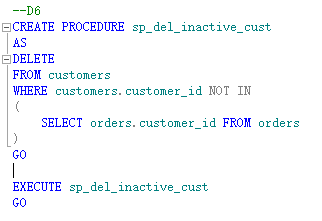 --D6
CREATE PROCEDURE sp_del_inactive_cust
AS
DELETE
FROM customers
WHERE customers.customer_id NOT IN
(
    SELECT orders.customer_id FROM orders
)
GO

EXECUTE sp_del_inactive_cust
GO